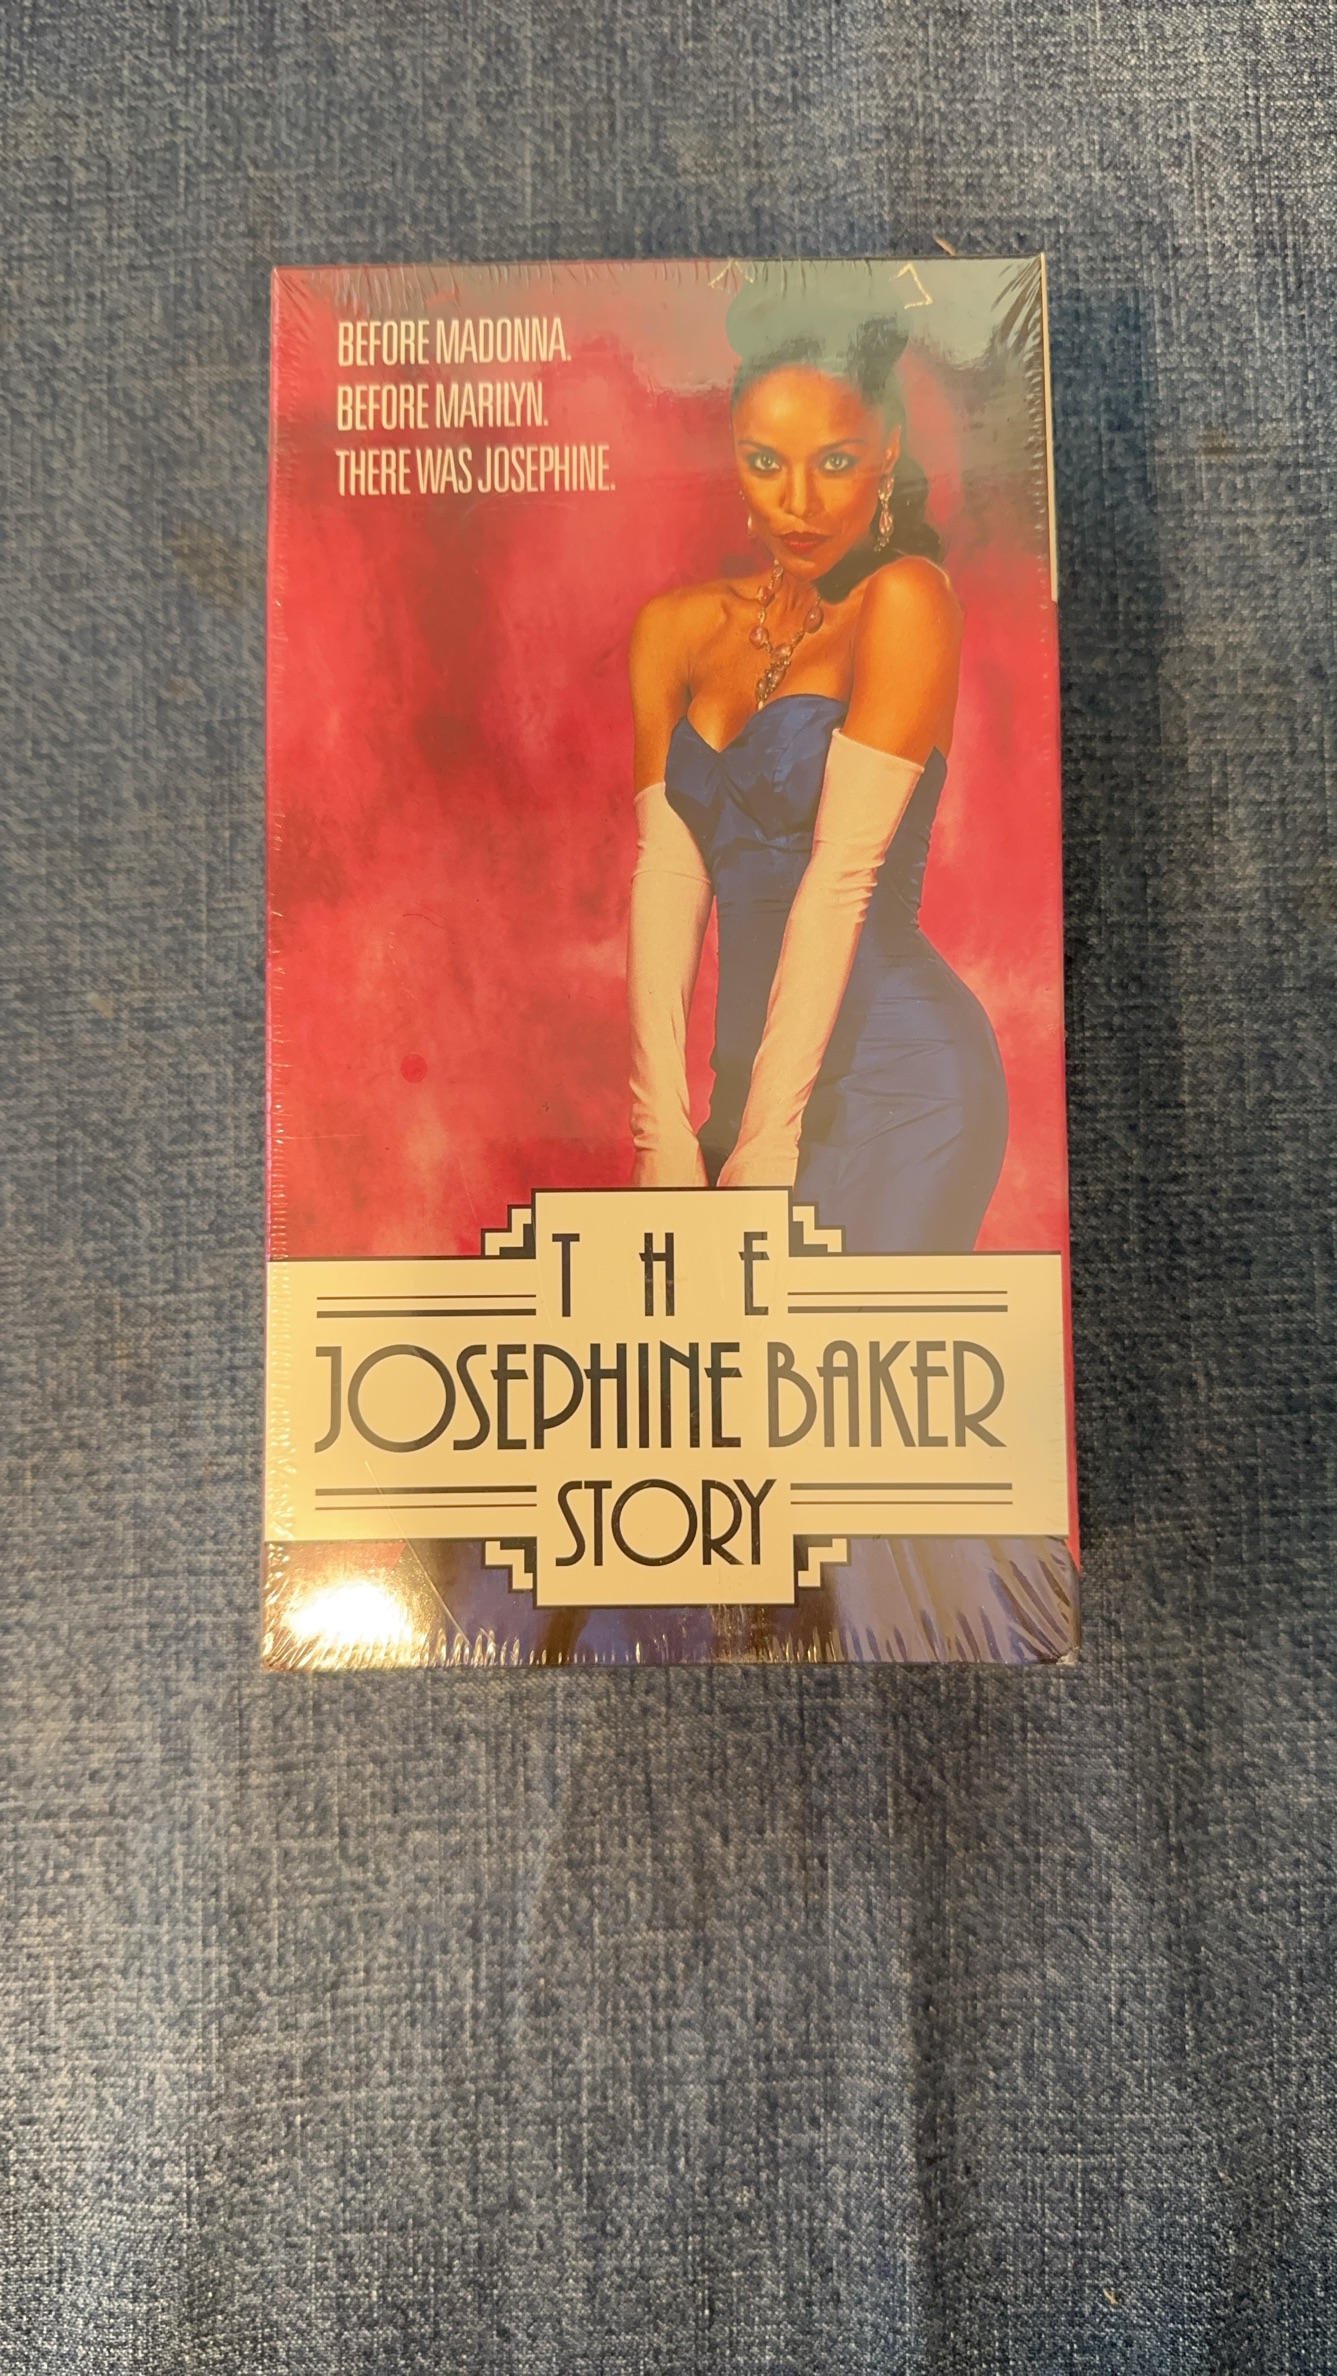 BEFORE MADONNA.
BEFORE MARILYN.
THERE WAS JOSEPHINE.
THE
JOSEPHINE BAKER
STORY